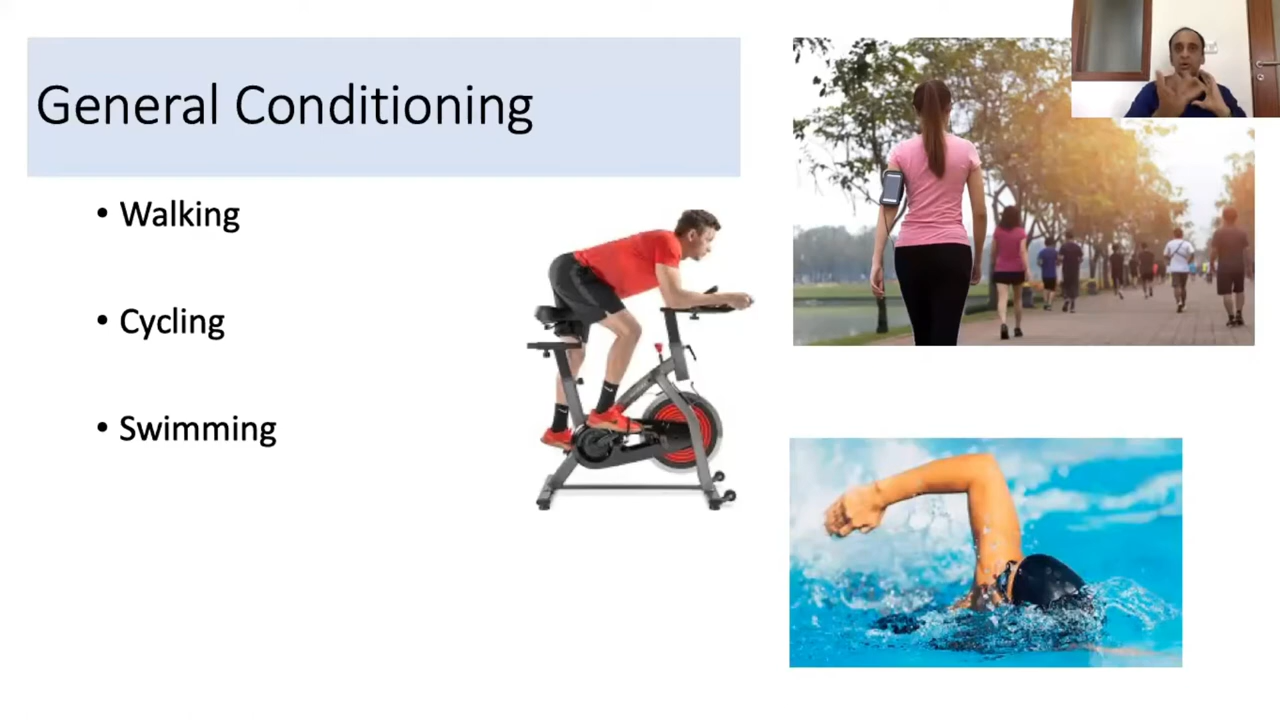 General Conditioning
• Walking
• Cycling
• Swimming